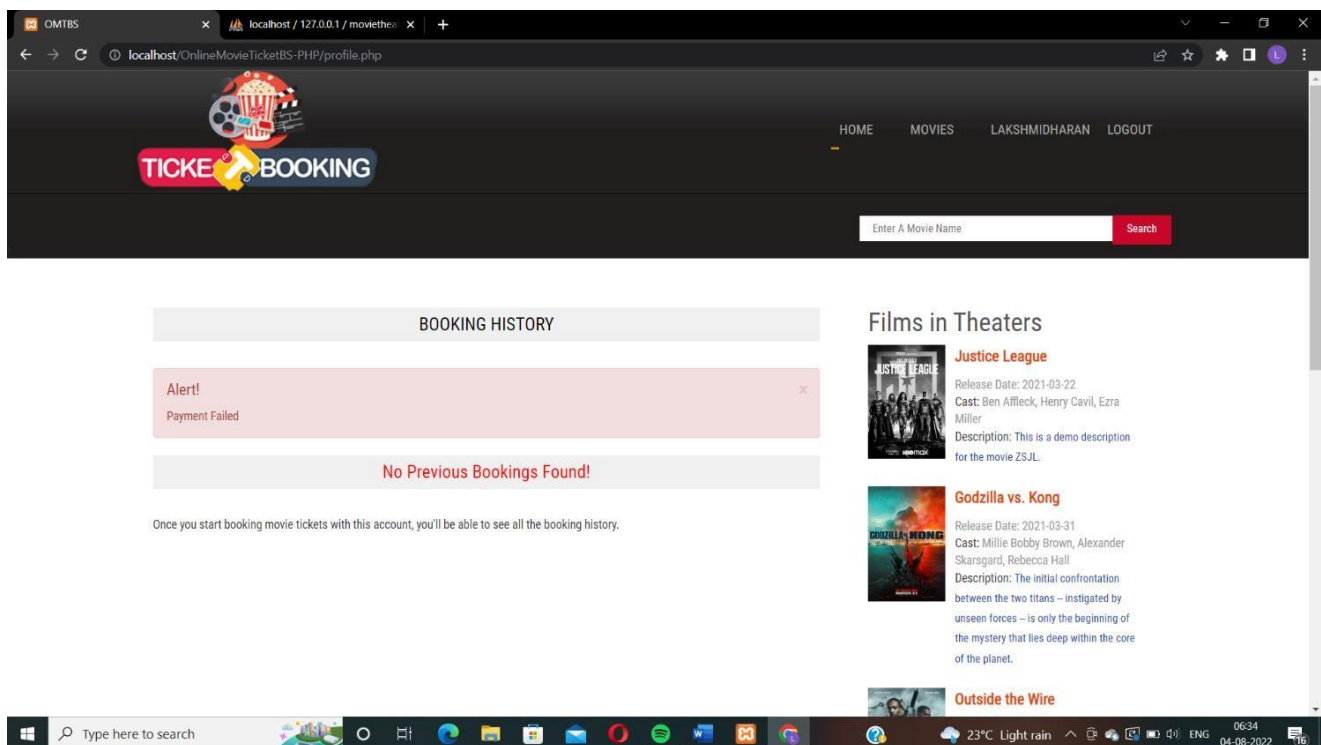 OMTBS
localhost / 127.0.0.1 / moviethea
localhost/OnlineMovieTicketBS-PHP/profile.php
L
TICKETBOOKING
HOME MOVIES LAKSHMIDHARAN LOGOUT
Enter A Movie Name Search
BOOKING HISTORY
Alert!
Payment Failed
No Previous Bookings Found!
Once you start booking movie tickets with this account, you'll be able to see all the booking history.
Films in Theaters
JUSTICE LEAGUE
HBOmax
Justice League
Release Date: 2021-03-22
Cast: Ben Affleck, Henry Cavil, Ezra
Miller
Description: This is a demo description
for the movie ZSJL.
GODZILLA KONG
Godzilla vs. Kong
Release Date: 2021-03-31
Cast: Millie Bobby Brown, Alexander
Skarsgard, Rebecca Hall
Description: The initial confrontation
between the two titans – instigated by
unseen forces – is only the beginning of
the mystery that lies deep within the core
of the planet.
Outside the Wire
Type here to search
23°C Light rain ENG 06:34
04-08-2022
16